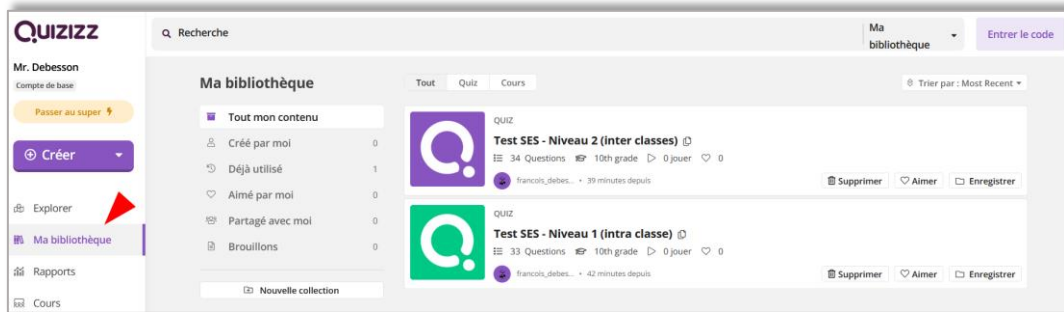 QUIZIZZ
Recherche
Ma bibliothèque
Entrer le code
Mr. Debesson
Compte de base
Passer au super
Créer
Explorer
Ma bibliothèque
Rapports
Cours
Ma bibliothèque
Tout mon contenu
Créé par moi 0
Déjà utilisé 1
Aimé par moi 0
Partagé avec moi 0
Brouillons 0
Nouvelle collection
Tout Quiz Cours
Trier par : Most Recent
QUIZ
Test SES - Niveau 2 (inter classes)
34 Questions 10th grade 0 jouer 0
francois_debes... • 39 minutes depuis
Supprimer Aimer Enregistrer
QUIZ
Test SES - Niveau 1 (intra classe)
33 Questions 10th grade 0 jouer 0
francois_debes... • 42 minutes depuis
Supprimer Aimer Enregistrer